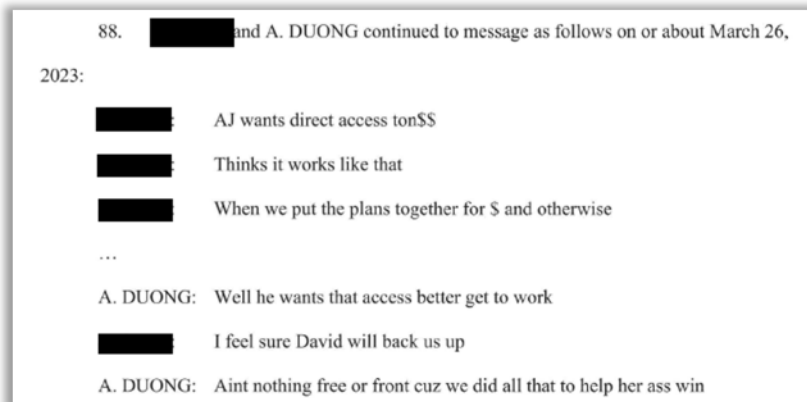 88. and A. DUONG continued to message as follows on or about March 26,
2023:
: AJ wants direct access ton$$
: Thinks it works like that
: When we put the plans together for $ and otherwise
...
A. DUONG: Well he wants that access better get to work
I feel sure David will back us up
A. DUONG: Aint nothing free or front cuz we did all that to help her ass win